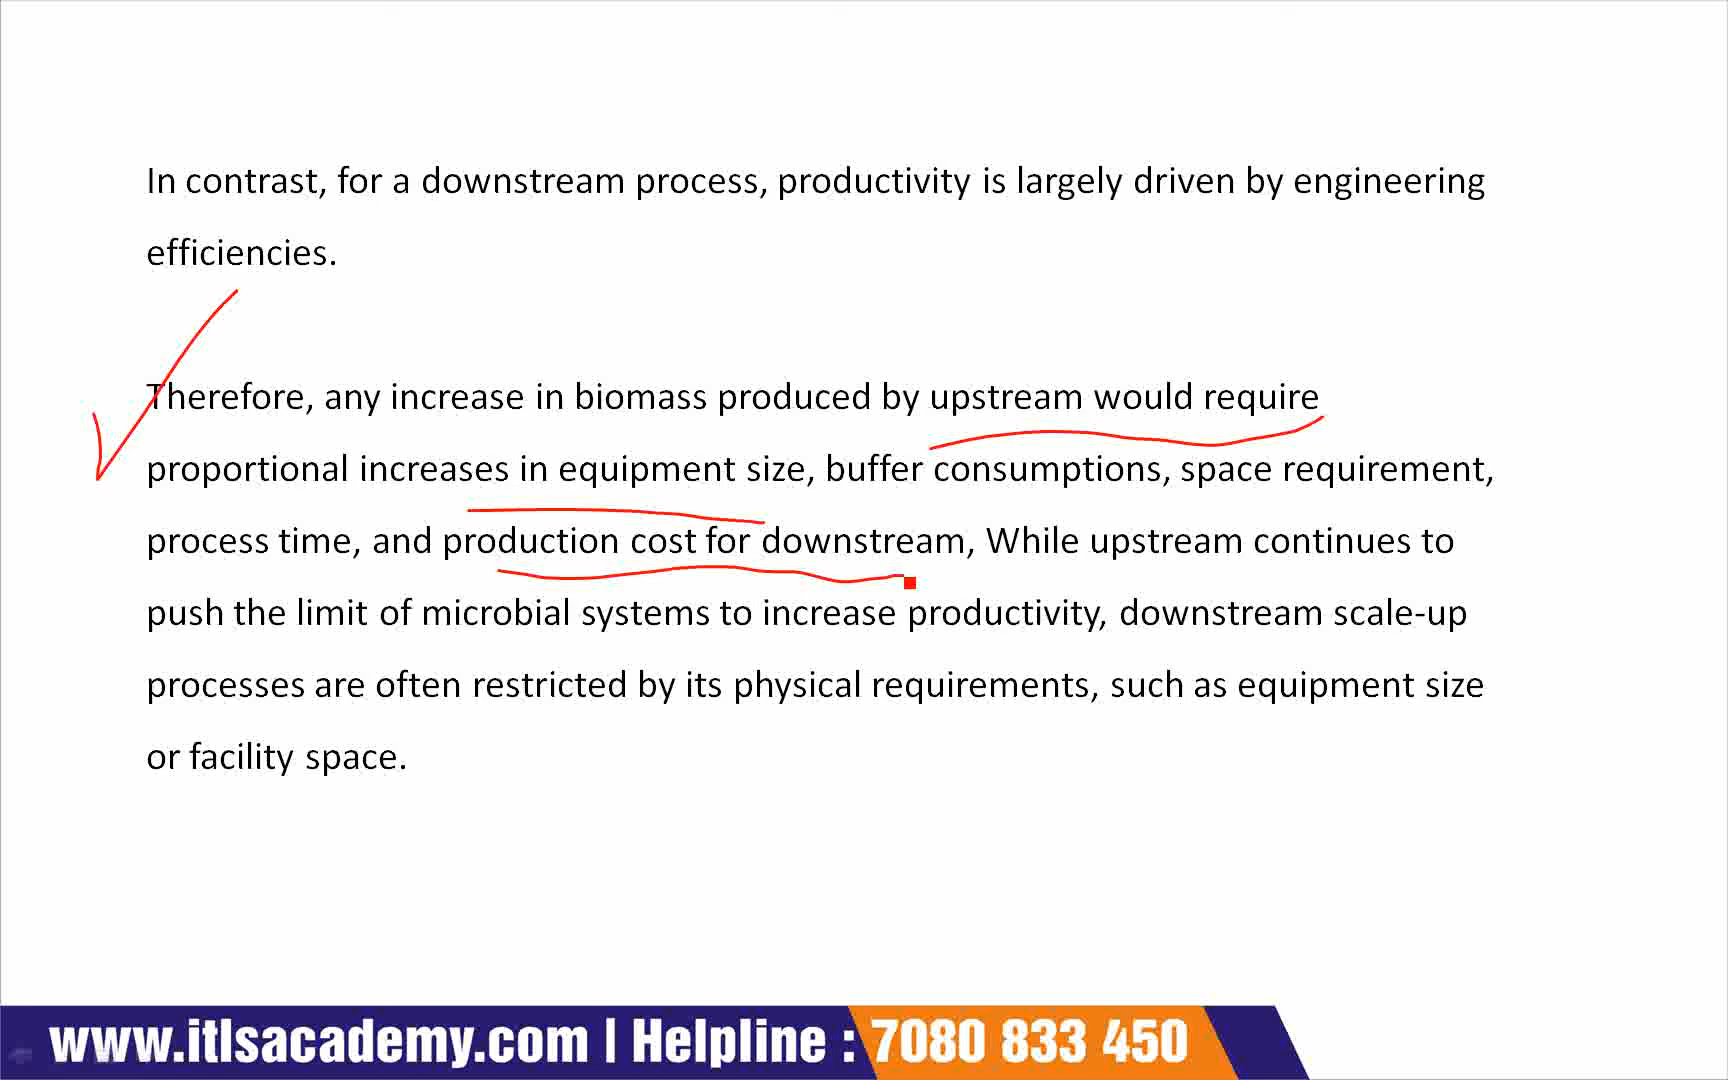 In contrast, for a downstream process, productivity is largely driven by engineering
efficiencies.
Therefore, any increase in biomass produced by upstream would require
proportional increases in equipment size, buffer consumptions, space requirement,
process time, and production cost for downstream, While upstream continues to
push the limit of microbial systems to increase productivity, downstream scale-up
processes are often restricted by its physical requirements, such as equipment size
or facility space.
www.itlsacademy.com | Helpline : 7080 833 450